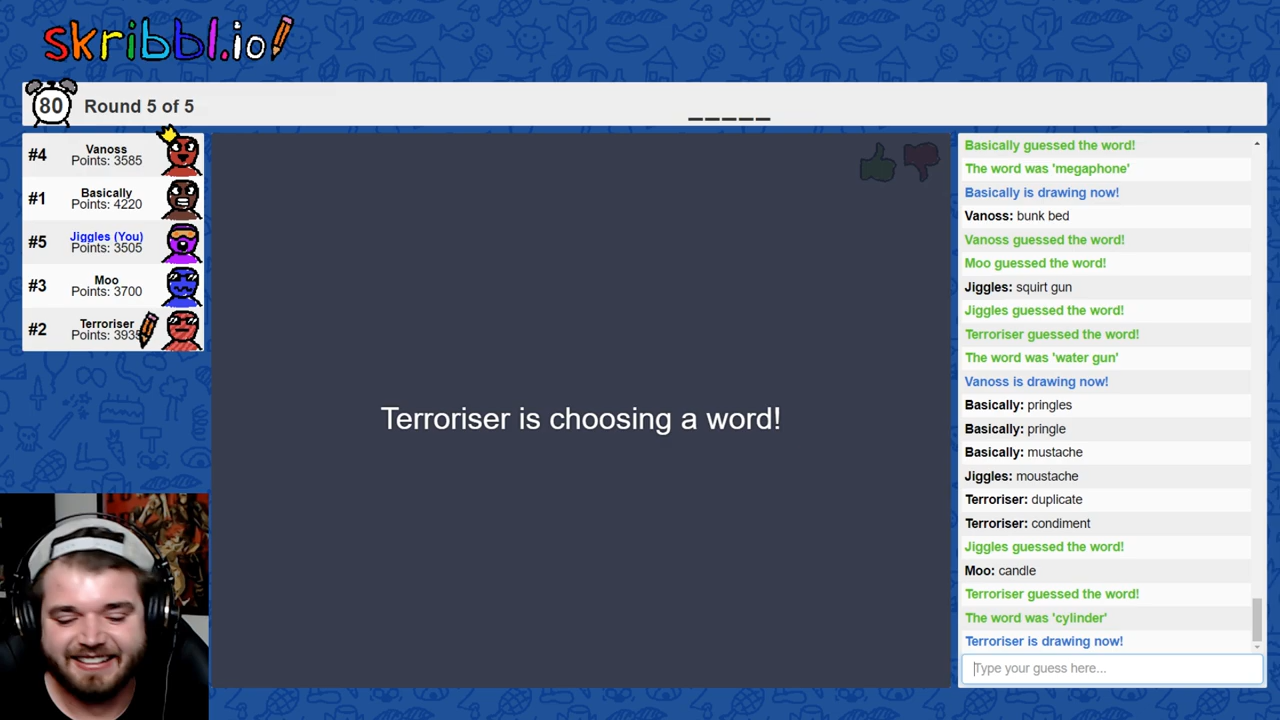 skribbl.io
80
Round 5 of 5
_____
#4
Vanoss
Points: 3585
#1
Basically
Points: 4220
#5
Jiggles (You)
Points: 3505
#3
Moo
Points: 3700
#2
Terroriser
Points: 3935
Terroriser is choosing a word!
Basically guessed the word!
The word was 'megaphone'
Basically is drawing now!
Vanoss: bunk bed
Vanoss guessed the word!
Moo guessed the word!
Jiggles: squirt gun
Jiggles guessed the word!
Terroriser guessed the word!
The word was 'water gun'
Vanoss is drawing now!
Basically: pringles
Basically: pringle
Basically: mustache
Jiggles: moustache
Terroriser: duplicate
Terroriser: condiment
Jiggles guessed the word!
Moo: candle
Terroriser guessed the word!
The word was 'cylinder'
Terroriser is drawing now!
Type your guess here...